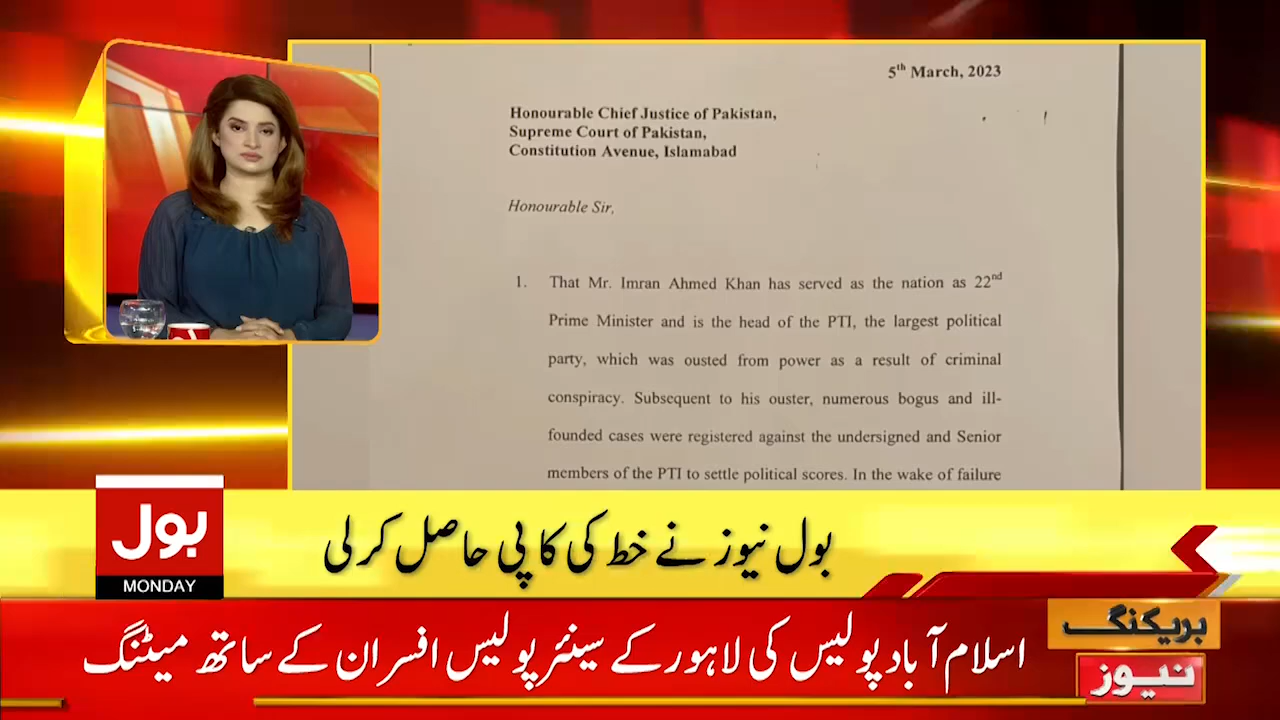 5th March, 2023
Honourable Chief Justice of Pakistan,
Supreme Court of Pakistan,
Constitution Avenue, Islamabad
Honourable Sir,
1. That Mr. Imran Ahmed Khan has served as the nation as 22nd
Prime Minister and is the head of the PTI, the largest political
party, which was ousted from power as a result of criminal
conspiracy. Subsequent to his ouster, numerous bogus and ill-
founded cases were registered against the undersigned and Senior
members of the PTI to settle political scores. In the wake of failure
بول
MONDAY
بول نیوز نے خط کی کاپی حاصل کرلی
بریکنگ
نیوز
اسلام آباد پولیس کی لاہور کے سینئر پولیس افسران کے ساتھ میٹنگ